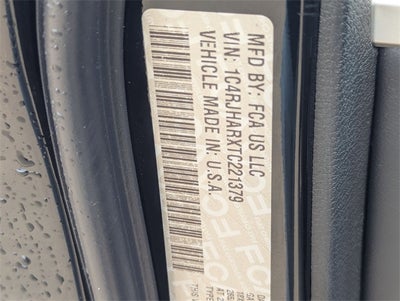 MFD BY: FCA US LLC
VIN: 1C4RJHARXTC221379
VEHICLE MADE IN: U.S.A.